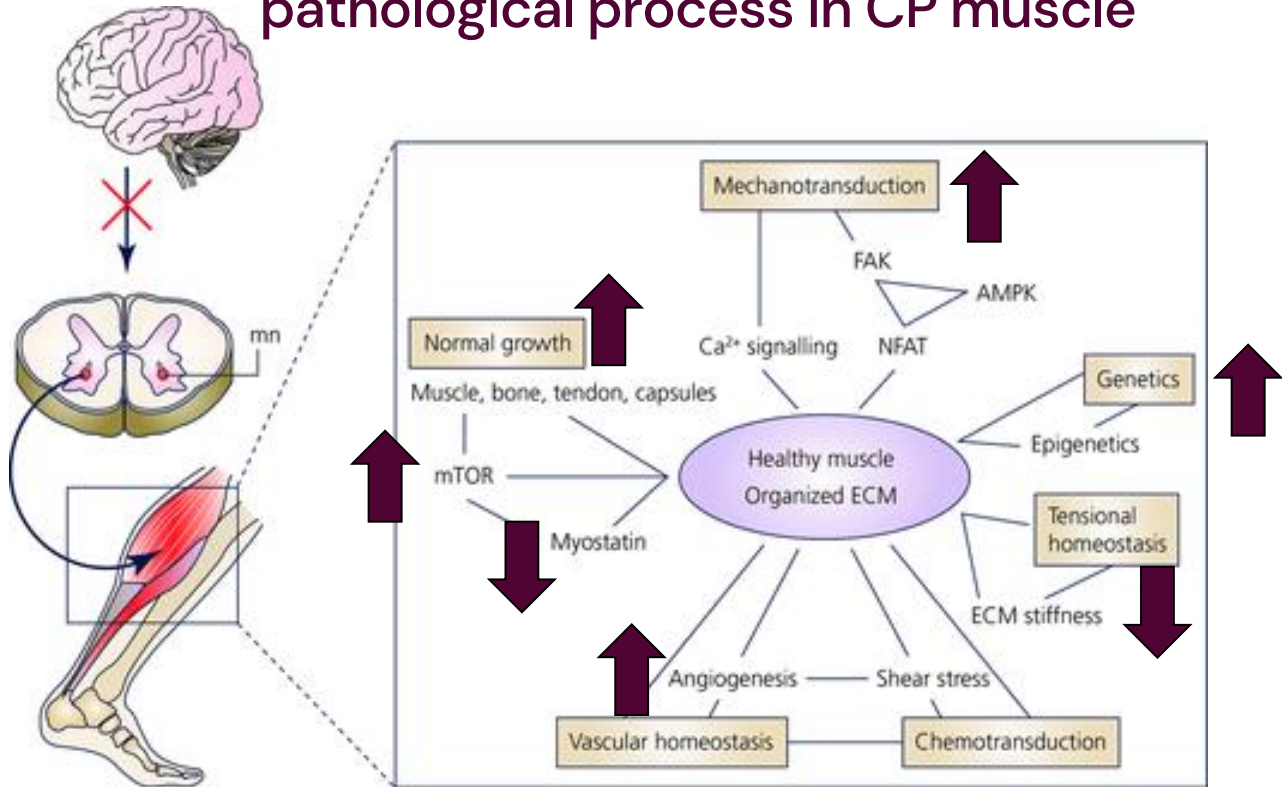 pathological process in CP muscle
mn
Mechanotransduction
FAK
AMPK
Ca²⁺ signalling
NFAT
Normal growth
Muscle, bone, tendon, capsules
mTOR
Myostatin
Healthy muscle
Organized ECM
Genetics
Epigenetics
Tensional
homeostasis
ECM stiffness
Angiogenesis
Shear stress
Vascular homeostasis
Chemotransduction